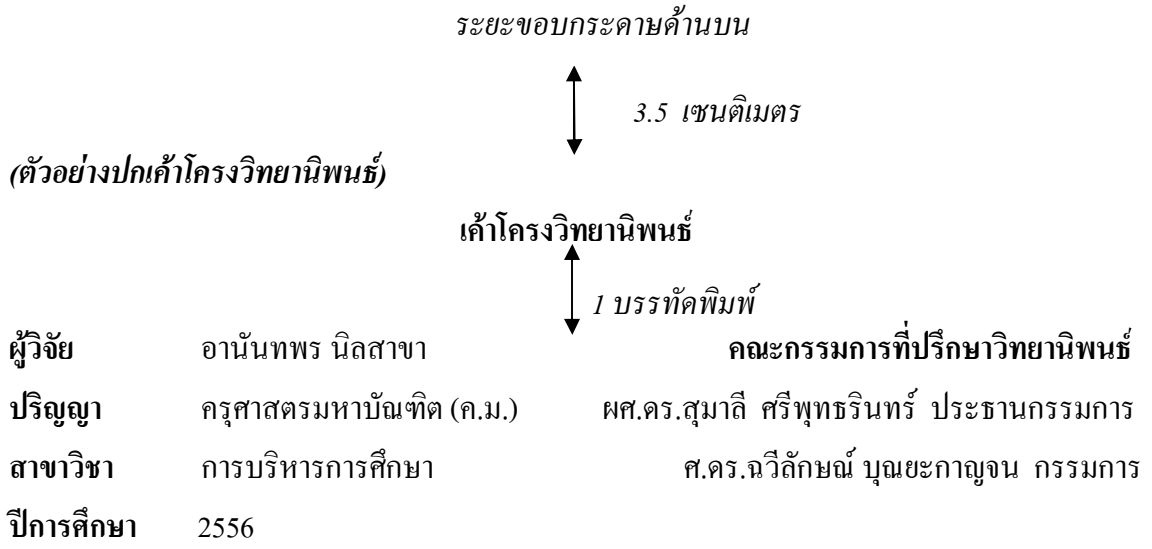 ระยะขอบกระดาษด้านบน
3.5 เซนติเมตร
(ตัวอย่างปกเค้าโครงวิทยานิพนธ์)
เค้าโครงวิทยานิพนธ์
1 บรรทัดพิมพ์
ผู้วิจัย อานันทพร นิลสาขา คณะกรรมการที่ปรึกษาวิทยานิพนธ์
ปริญญา ครุศาสตรมหาบัณฑิต (ค.ม.) ผศ.ดร.สุมาลี ศรีพุทธรินทร์ ประธานกรรมการ
สาขาวิชา การบริหารการศึกษา ศ.ดร.ฉวีลักษณ์ บุณยะกาญจน กรรมการ
ปีการศึกษา 2556